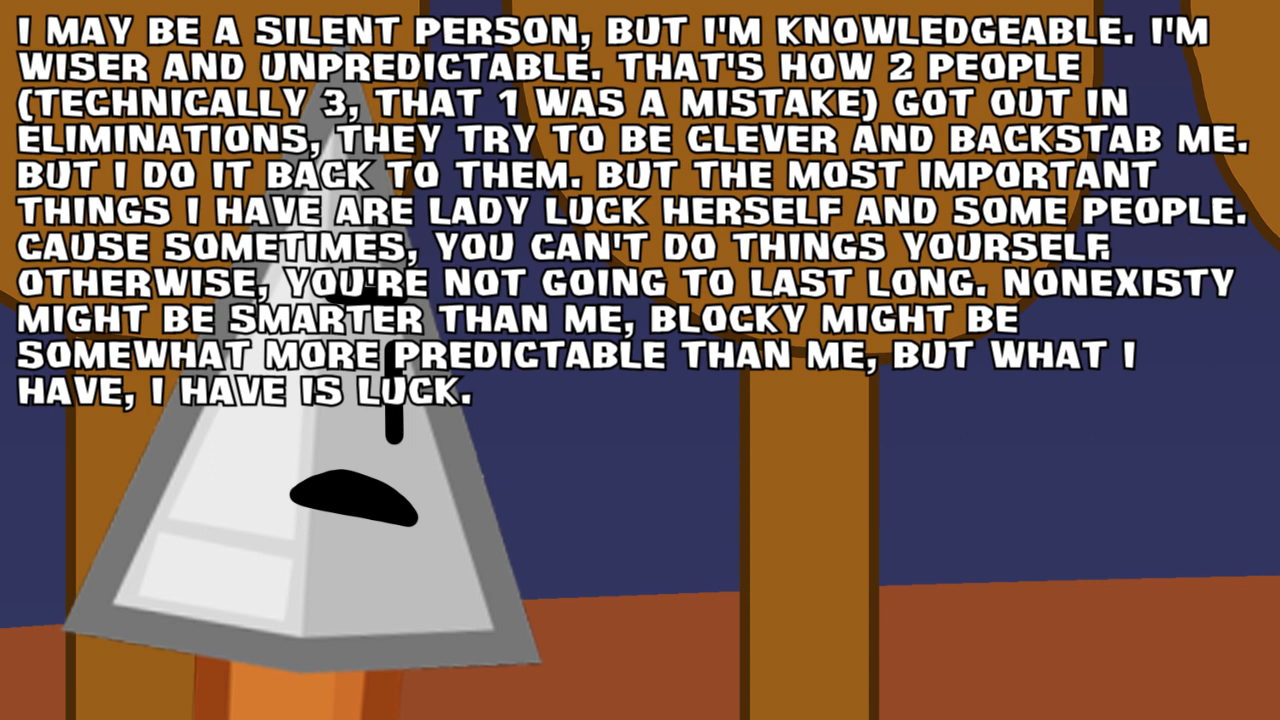 I MAY BE A SILENT PERSON, BUT I'M KNOWLEDGEABLE. I'M
WISER AND UNPREDICTABLE. THAT'S HOW 2 PEOPLE
(TECHNICALLY 3, THAT 1 WAS A MISTAKE) GOT OUT IN
ELIMINATIONS, THEY TRY TO BE CLEVER AND BACKSTAB ME.
BUT I DO IT BACK TO THEM. BUT THE MOST IMPORTANT
THINGS I HAVE ARE LADY LUCK HERSELF AND SOME PEOPLE.
CAUSE SOMETIMES, YOU CAN'T DO THINGS YOURSELF.
OTHERWISE, YOU'RE NOT GOING TO LAST LONG. NONEXISTY
MIGHT BE SMARTER THAN ME, BLOCKY MIGHT BE
SOMEWHAT MORE PREDICTABLE THAN ME, BUT WHAT I
HAVE, I HAVE IS LUCK.